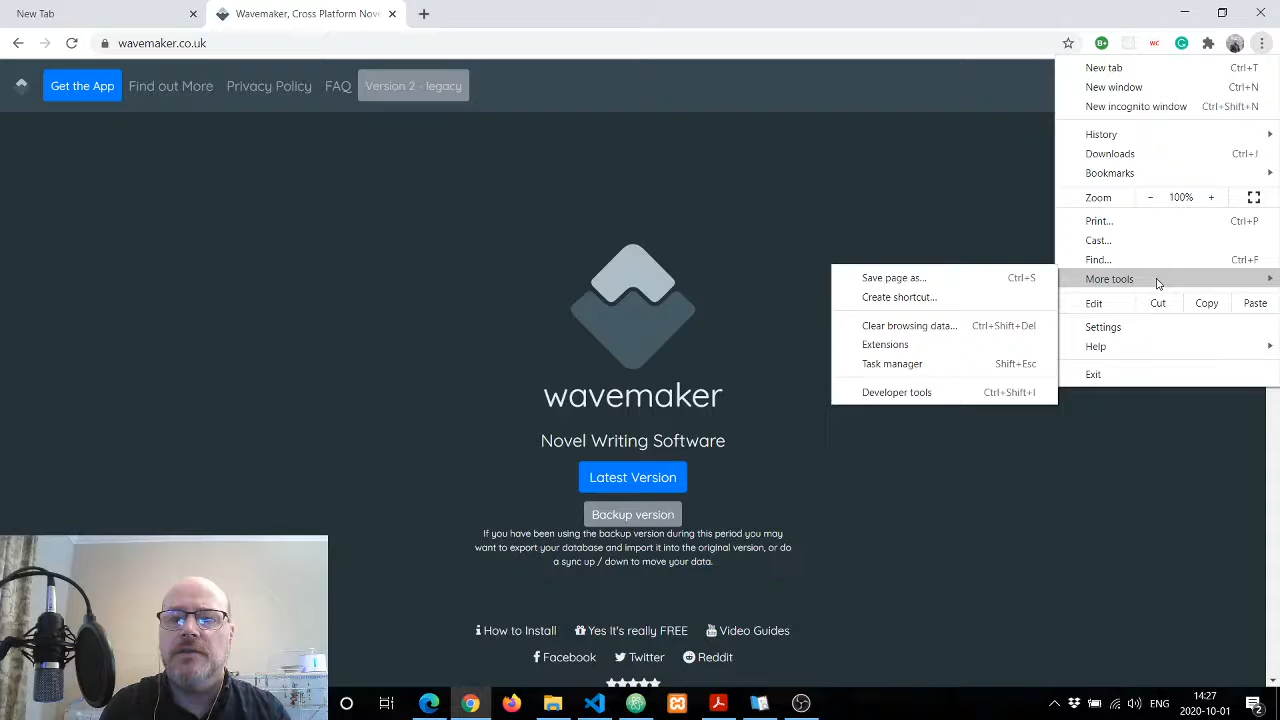 New Tab
Wavemaker, Cross Platform Nove
wavemaker.co.uk
B+
WC
Get the App
Find out More
Privacy Policy
FAQ
Version 2 - legacy
New tab Ctrl+T
New window Ctrl+N
New incognito window Ctrl+Shift+N
History
Downloads Ctrl+J
Bookmarks
Zoom - 100% +
Print... Ctrl+P
Cast...
Find... Ctrl+F
More tools
Edit Cut Copy Paste
Settings
Help
Exit
Save page as... Ctrl+S
Create shortcut...
Clear browsing data... Ctrl+Shift+Del
Extensions
Task manager Shift+Esc
Developer tools Ctrl+Shift+I
wavemaker
Novel Writing Software
Latest Version
Backup version
If you have been using the backup version during this period you may
want to export your database and import it into the original version, or do
a sync up / down to move your data.
How to Install Yes It's really FREE Video Guides
Facebook Twitter Reddit
ENG
14:27
2020-10-01
2